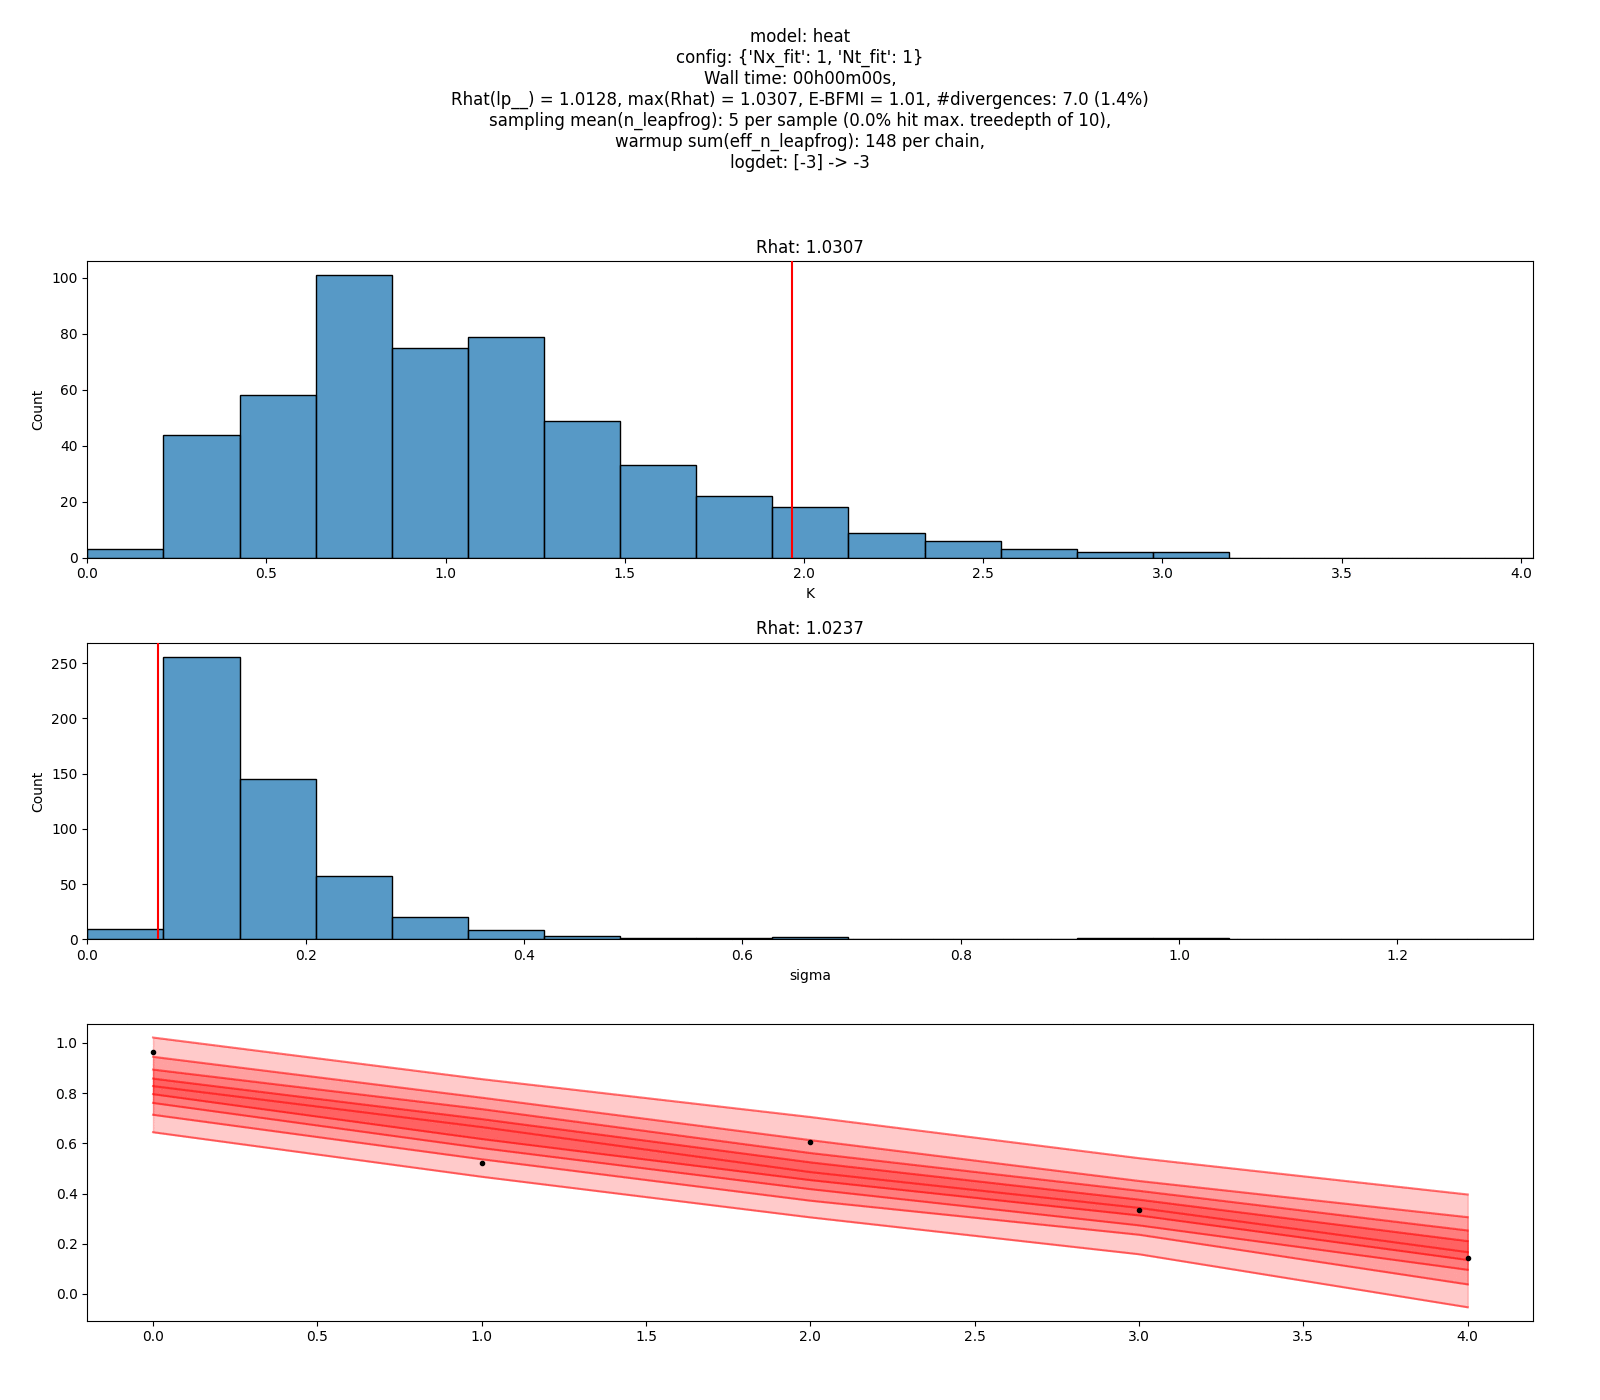 model: heat
config: {'Nx_fit': 1, 'Nt_fit': 1}
Wall time: 00h00m00s,
Rhat(lp__) = 1.0128, max(Rhat) = 1.0307, E-BFMI = 1.01, #divergences: 7.0 (1.4%)
sampling mean(n_leapfrog): 5 per sample (0.0% hit max. treedepth of 10),
warmup sum(eff_n_leapfrog): 148 per chain,
logdet: [-3] -> -3
Rhat: 1.0307
100
80
60
40
20
0
Count
0.0 0.5 1.0 1.5 2.0 2.5 3.0 3.5 4.0
K
Rhat: 1.0237
250
200
150
100
50
0
Count
0.0 0.2 0.4 0.6 0.8 1.0 1.2
sigma
1.0
0.8
0.6
0.4
0.2
0.0
0.0 0.5 1.0 1.5 2.0 2.5 3.0 3.5 4.0